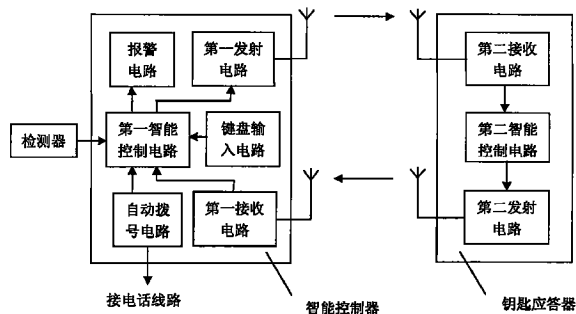 报警
电路
第一发射
电路
第二接收
电路
检测器
第一智能
控制电路
键盘输
入电路
第二智能
控制电路
自动拨
号电路
第一接收
电路
第二发射
电路
接电话线路
智能控制器
钥匙应答器